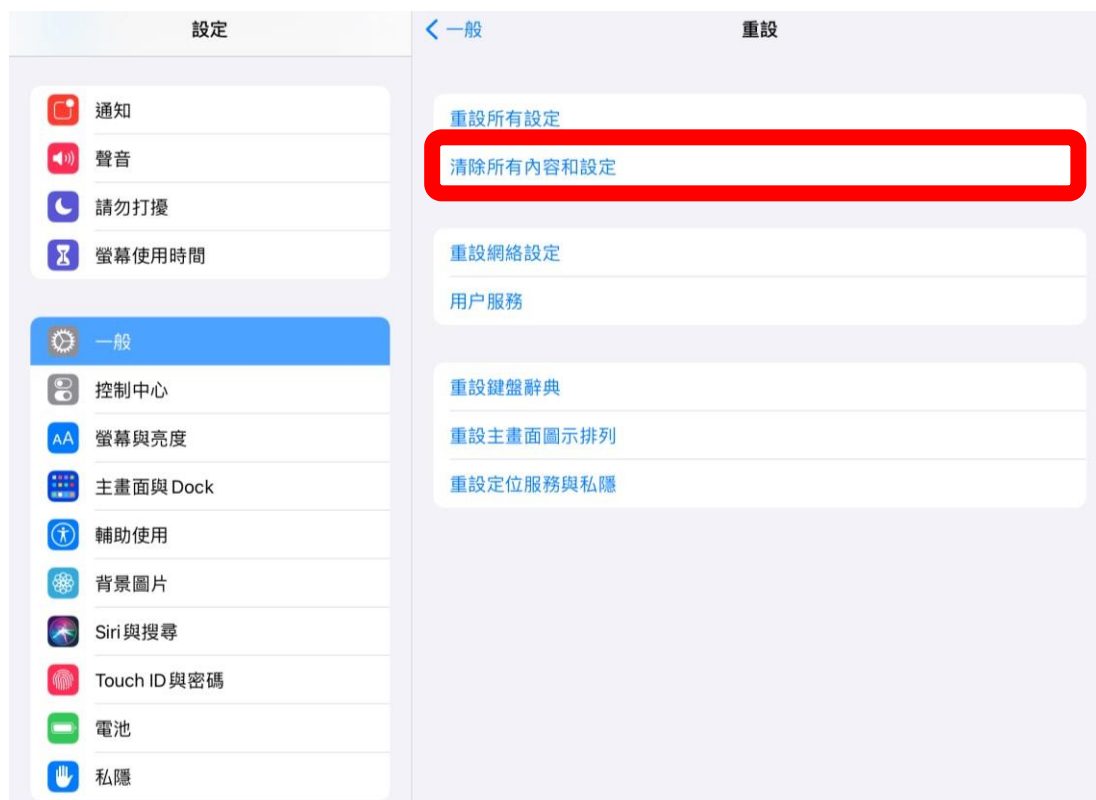 設定
通知
聲音
請勿打擾
螢幕使用時間
一般
控制中心
AA 螢幕與亮度
主畫面與Dock
輔助使用
背景圖片
Siri與搜尋
Touch ID與密碼
電池
私隱
一般
重設
重設所有設定
清除所有內容和設定
重設網絡設定
用户服務
重設鍵盤辭典
重設主畫面圖示排列
重設定位服務與私隱